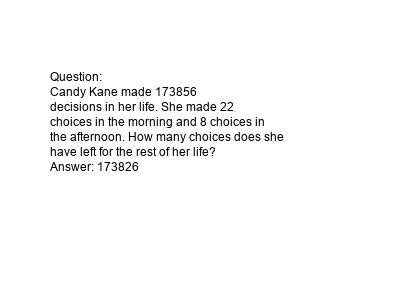 Question:
Candy Kane made 173856
decisions in her life. She made 22
choices in the morning and 8 choices in
the afternoon. How many choices does she
have left for the rest of her life?
Answer: 173826